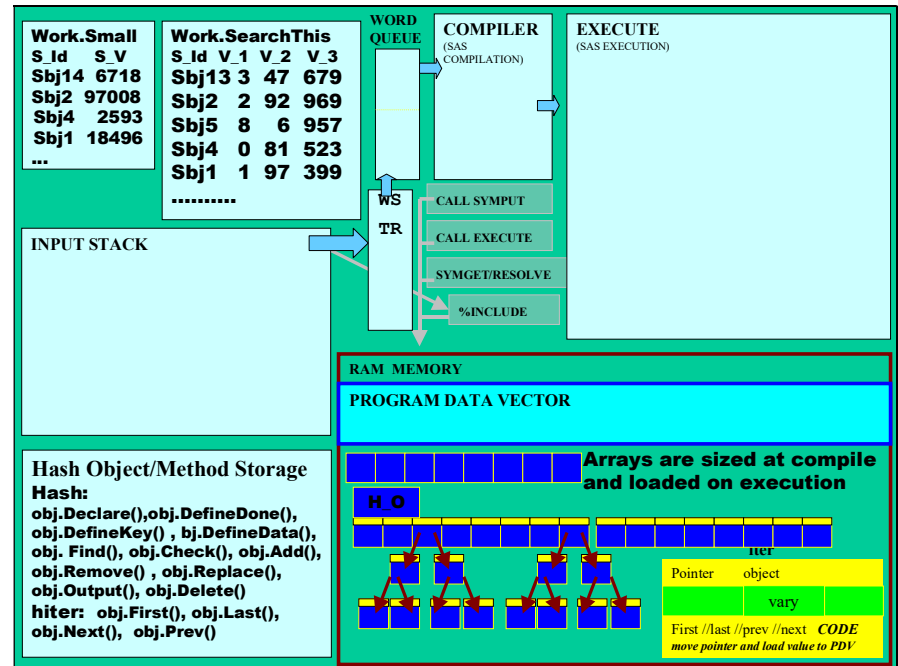 Work.Small
S_Id S_V
Sbj14 6718
Sbj2 97008
Sbj4 2593
Sbj1 18496
...
Work.SearchThis
S_Id V_1 V_2 V_3
Sbj13 3 47 679
Sbj2 2 92 969
Sbj5 8 6 957
Sbj4 0 81 523
Sbj1 1 97 399
..........
WORD
QUEUE
COMPILER
(SAS
COMPILATION)
EXECUTE
(SAS EXECUTION)
INPUT STACK
WS
TR
CALL SYMPUT
CALL EXECUTE
SYMGET/RESOLVE
%INCLUDE
RAM MEMORY
PROGRAM DATA VECTOR
Hash Object/Method Storage
Hash:
obj.Declare(),obj.DefineDone(),
obj.DefineKey() , bj.DefineData(),
obj. Find(), obj.Check(), obj.Add(),
obj.Remove() , obj.Replace(),
obj.Output(), obj.Delete()
hiter: obj.First(), obj.Last(),
obj.Next(), obj.Prev()
Arrays are sized at compile
and loaded on execution
H_O
iter
Pointer object
vary
First //last //prev //next CODE
move pointer and load value to PDV